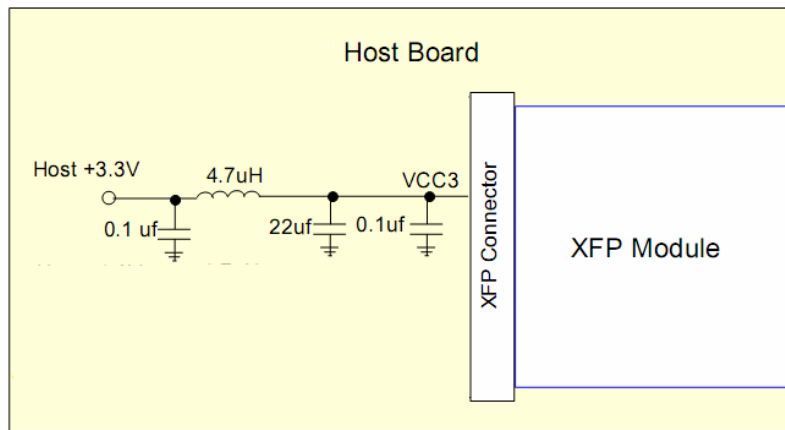 Host Board
Host +3.3V
4.7uH
VCC3
0.1 uf
22uf
0.1uf
XFP Connector
XFP Module